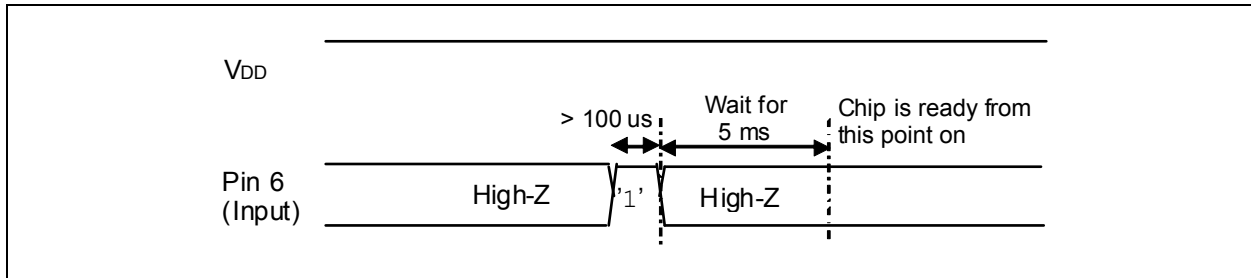 VDD
> 100 us
Wait for
5 ms
Chip is ready from
this point on
Pin 6
(Input)
High-Z
'1'
High-Z